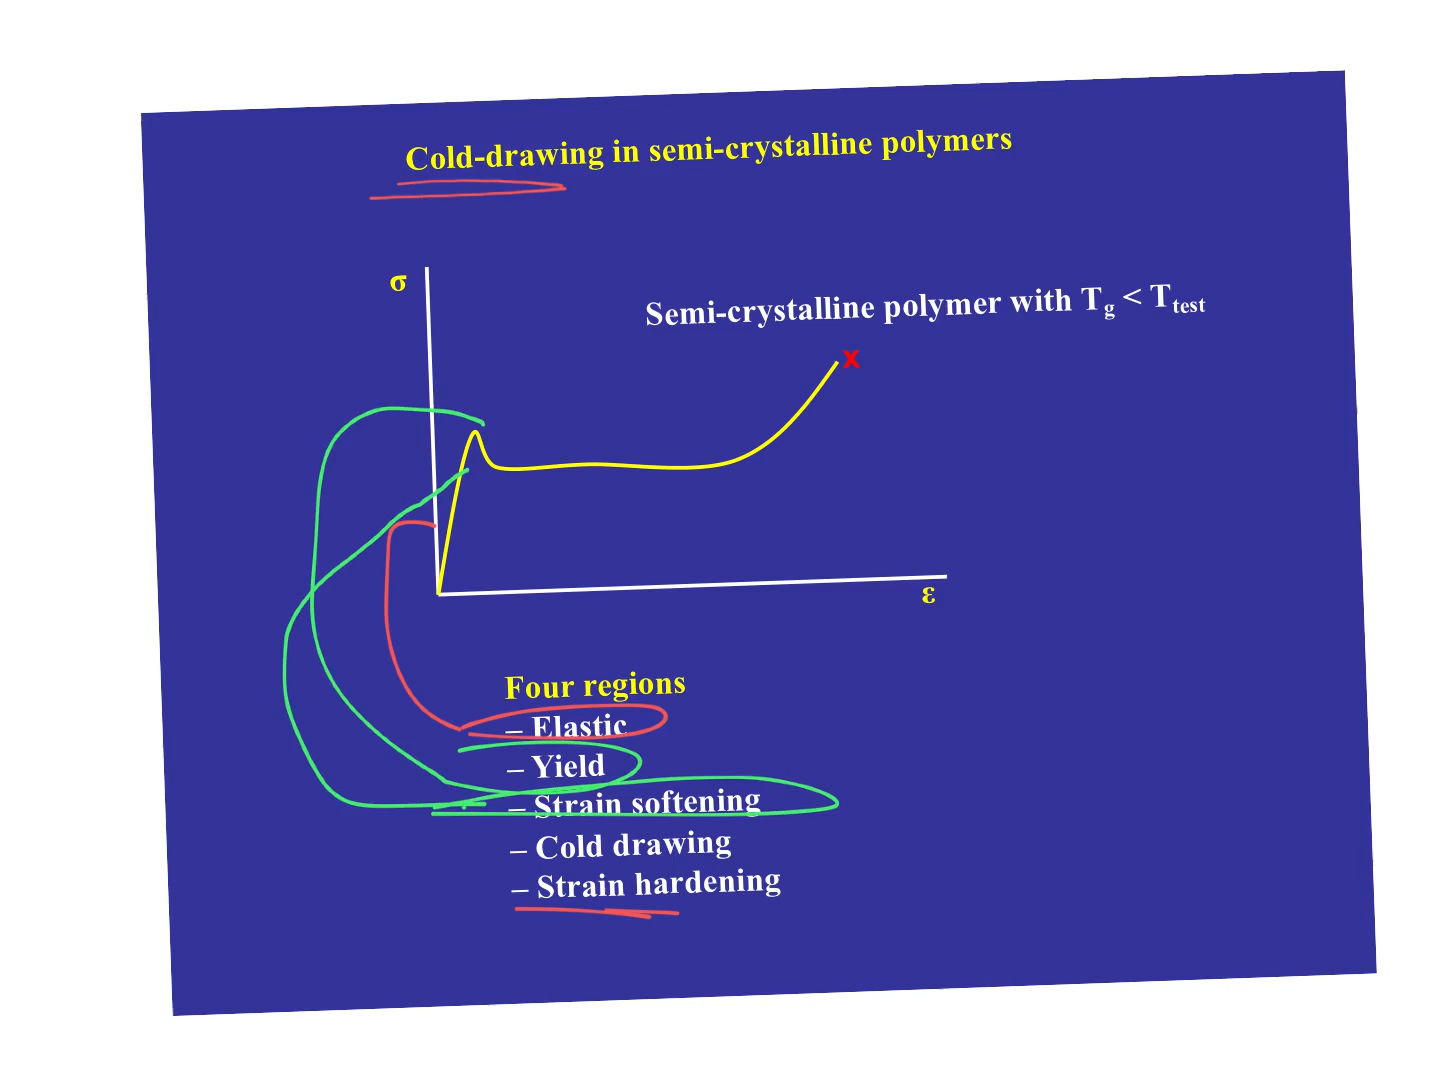 Cold-drawing in semi-crystalline polymers
σ
Semi-crystalline polymer with Tg < Ttest
x
ε
Four regions
– Elastic
– Yield
– Strain softening
– Cold drawing
– Strain hardening